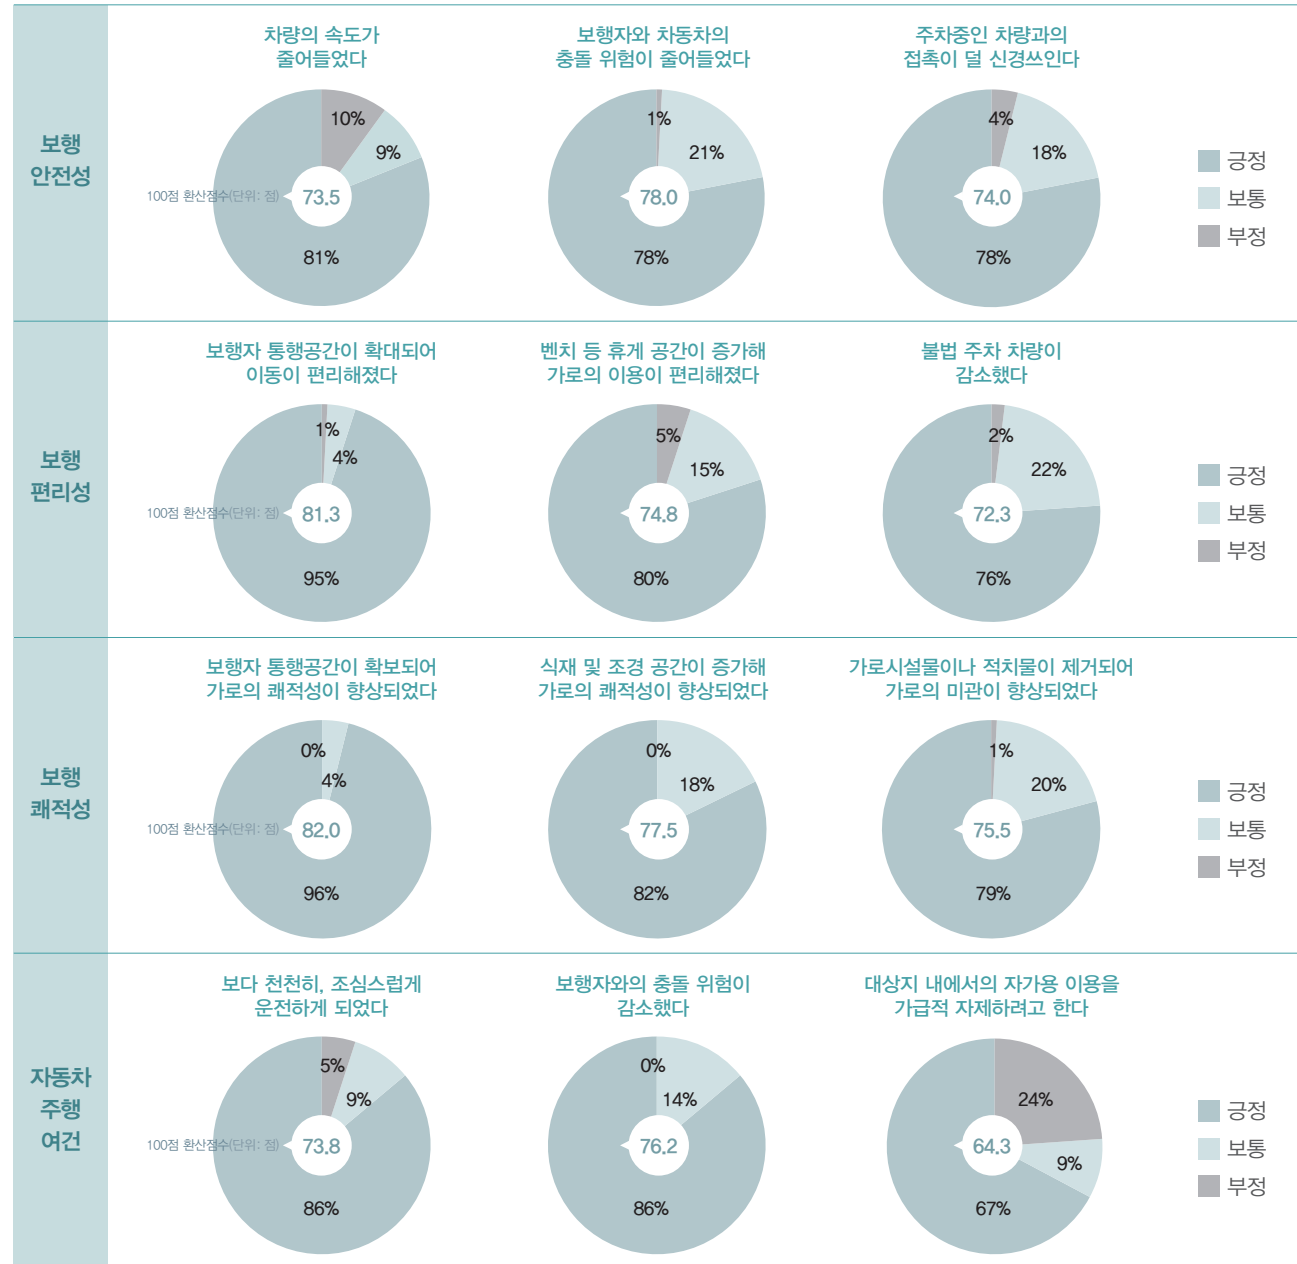 보행
안전성
차량의 속도가
줄어들었다
10%
9%
100점 환산점수(단위: 점)
73.5
81%
보행자와 차동차의
충돌 위험이 줄어들었다
1%
21%
78.0
78%
주차중인 차량과의
접촉이 덜 신경쓰인다
4%
18%
74.0
78%
긍정
보통
부정
보행
편리성
보행자 통행공간이 확대되어
이동이 편리해졌다
1%
4%
100점 환산점수(단위: 점)
81.3
95%
벤치 등 휴게 공간이 증가해
가로의 이용이 편리해졌다
5%
15%
74.8
80%
불법 주차 차량이
감소했다
2%
22%
72.3
76%
긍정
보통
부정
보행
쾌적성
보행자 통행공간이 확보되어
가로의 쾌적성이 향상되었다
0%
4%
100점 환산점수(단위: 점)
82.0
96%
식재 및 조경 공간이 증가해
가로의 쾌적성이 향상되었다
0%
18%
77.5
82%
가로시설물이나 적치물이 제거되어
가로의 미관이 향상되었다
1%
20%
75.5
79%
긍정
보통
부정
자동차
주행
여건
보다 천천히, 조심스럽게
운전하게 되었다
5%
9%
100점 환산점수(단위: 점)
73.8
86%
보행자와의 충돌 위험이
감소했다
0%
14%
76.2
86%
대상지 내에서의 자가용 이용을
가급적 자제하려고 한다
24%
9%
64.3
67%
긍정
보통
부정